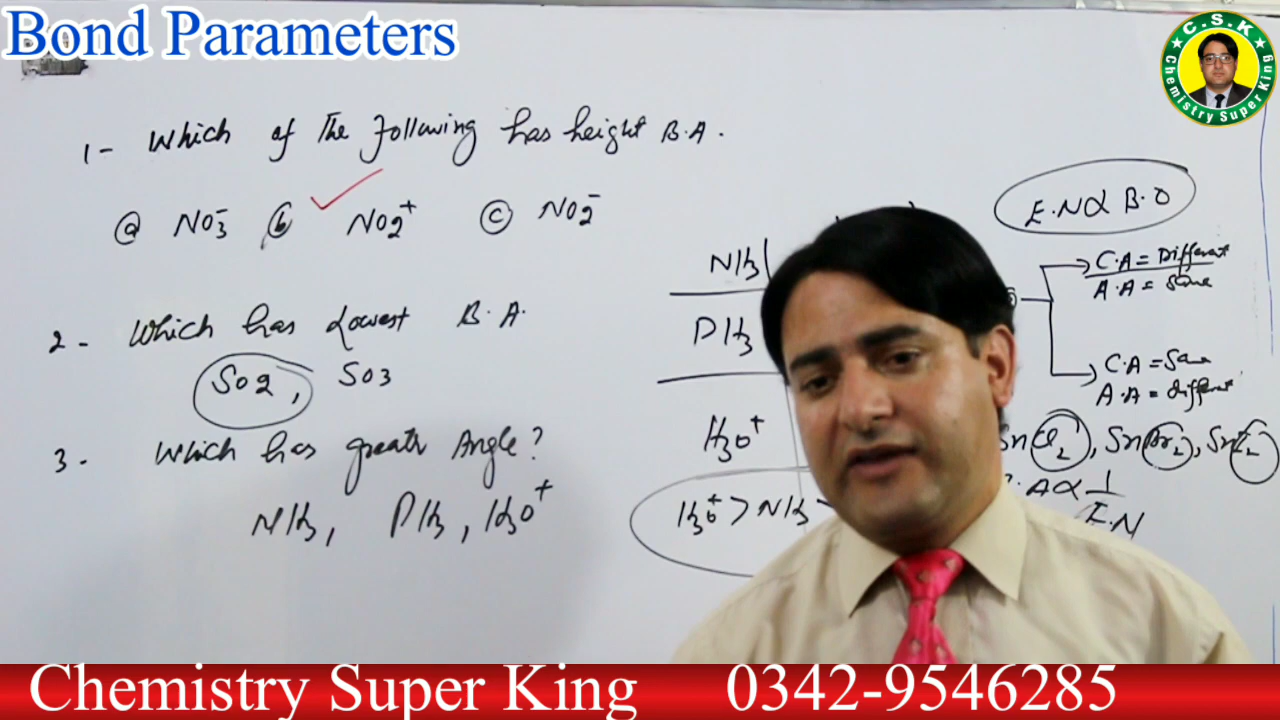 Bond Parameters
C.S.K
Chemistry Super King
1- Which of The Following has height B.A.
ⓐ NO3⁻ ⓑ NO2⁺ ⓒ NO2⁻
2- Which has Lowest B.A.
SO2, SO3
3- Which has greater Angle?
NH3, PH3, H3O⁺
NH3
PH3
H3O⁺
H3O⁺ > NH3
E.N α B.A
C.A = Different
A.A = Same
C.A = Same
A.A = different
SnCl2, SnBr2, SnI2
A α 1/E.N
Chemistry Super King 0342-9546285